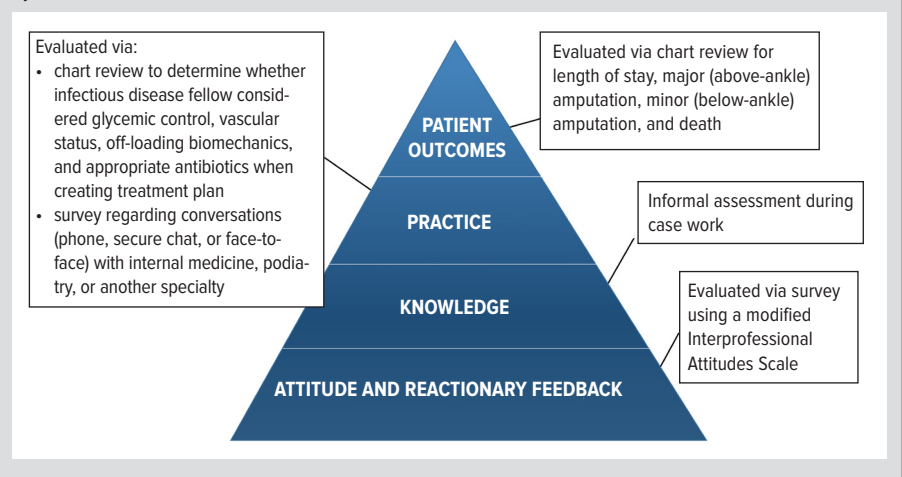 Evaluated via:
• chart review to determine whether
infectious disease fellow consid-
ered glycemic control, vascular
status, off-loading biomechanics,
and appropriate antibiotics when
creating treatment plan
• survey regarding conversations
(phone, secure chat, or face-to-
face) with internal medicine, podia-
try, or another specialty
Evaluated via chart review for
length of stay, major (above-ankle)
amputation, minor (below-ankle)
amputation, and death
PATIENT
OUTCOMES
PRACTICE
Informal assessment during
case work
KNOWLEDGE
Evaluated via survey
using a modified
Interprofessional
Attitudes Scale
ATTITUDE AND REACTIONARY FEEDBACK